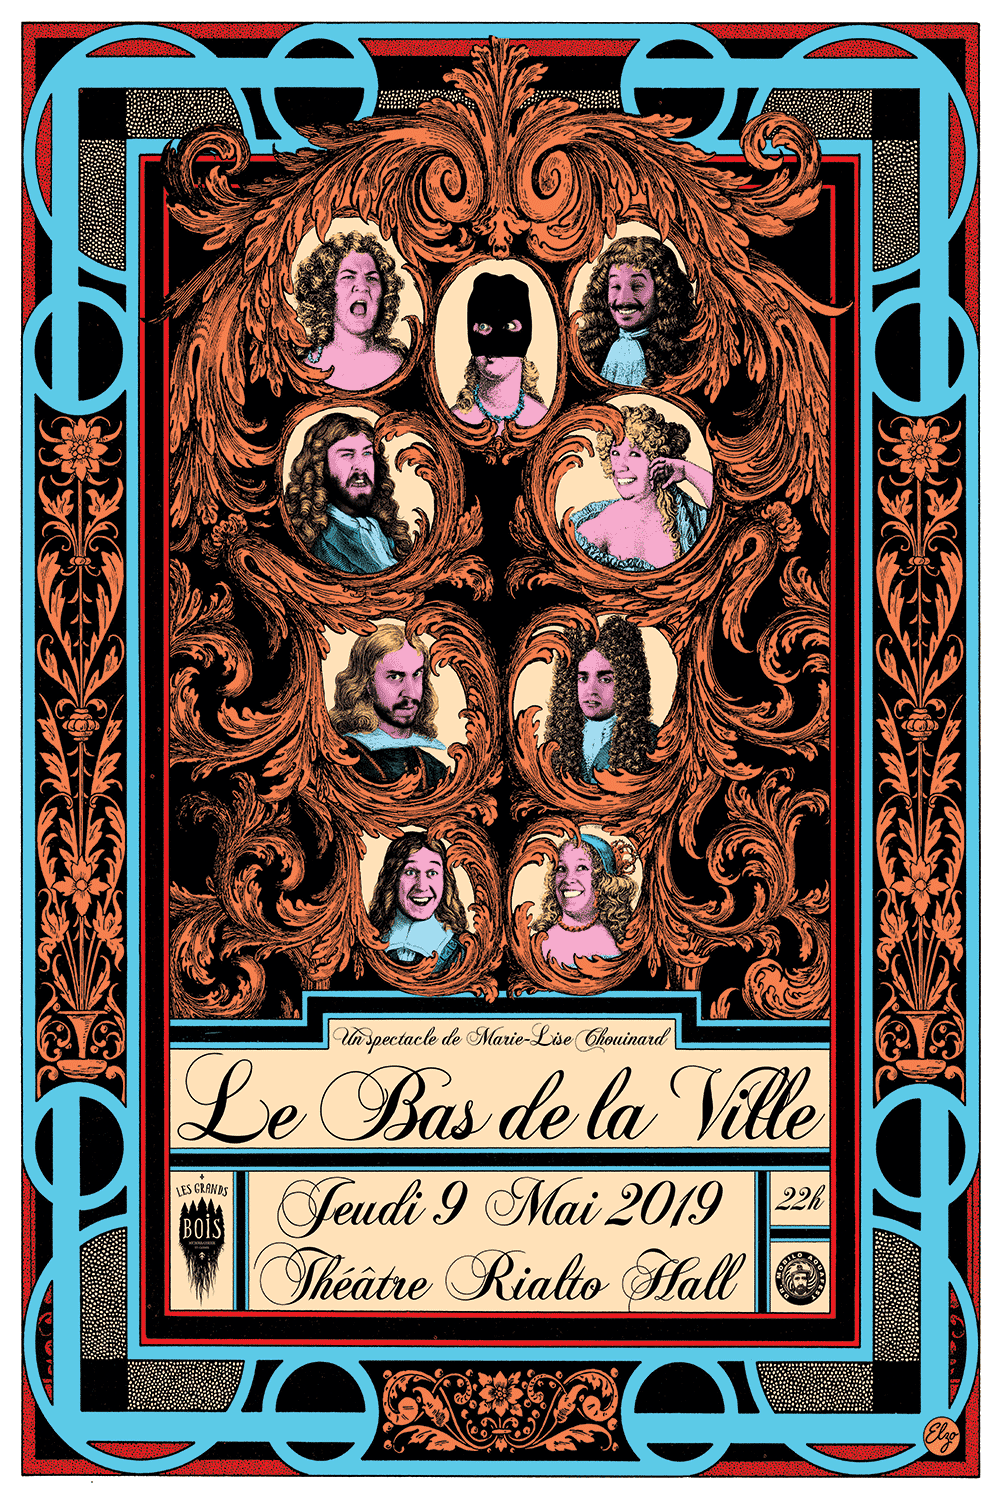 Un spectacle de Marie-Lise Chouinard
Le Bas de la Ville
LES GRANDS
BOIS
Jeudi 9 Mai 2019
22h
Théâtre Rialto Hall
Elzo